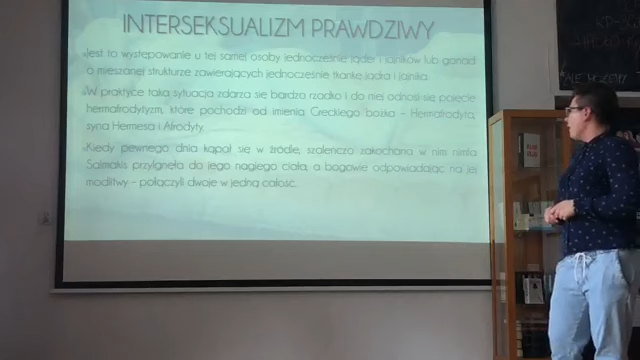 INTERSEKSUALIZM PRAWDZIWY
Jest to występowanie u tej samej osoby jednocześnie jąder i jajników lub gonad
o mieszanej strukturze zawierających jednocześnie tkankę jądra i jajnika.
W praktyce taka sytuacja zdarza się bardzo rzadko i do niej odnosi się pojęcie
hermafrodytyzm, które pochodzi od imienia Greckiego bożka – Hermafrodyta,
syna Hermesa i Afrodyty.
Kiedy pewnego dnia kąpał się w źródle, szaleńczo zakochana w nim nimfa
Salmakis przylgnęła do jego nagiego ciała, a bogowie odpowiadając na jej
modlitwy – połączyli dwoje w jedną całość.